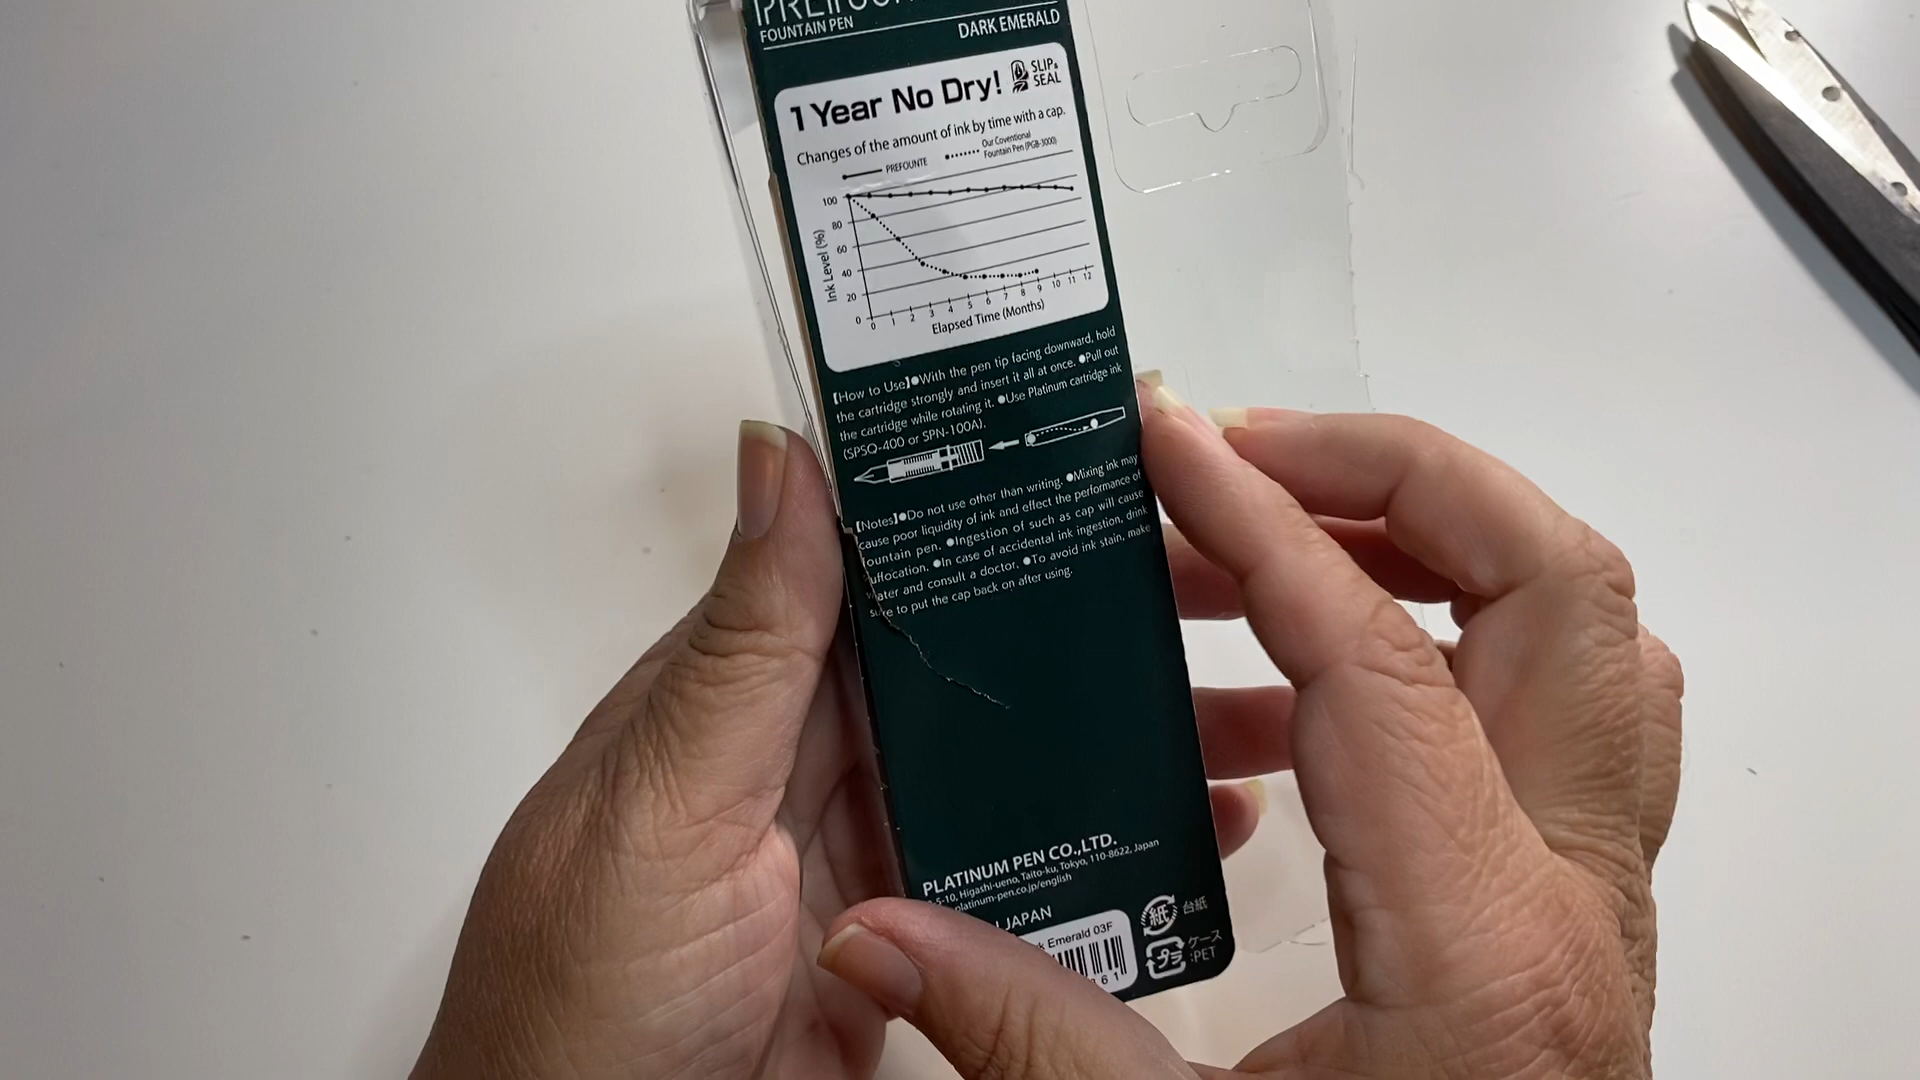 FOUNTAIN PEN
DARK EMERALD
1 Year No Dry!
SLIP&
SEAL
Changes of the amount of ink by time with a cap.
PREFOUNTE
Our Coventional
Fountain Pen (PGB-3000)
Ink Level (%)
100
80
60
40
20
0
0 1 2 3 4 5 6 7 8 9 10 11 12
Elapsed Time (Months)
【How to Use】●With the pen tip facing downward, hold
the cartridge strongly and insert it all at once. ●Pull out
the cartridge while rotating it. ●Use Platinum cartridge ink
(SPSQ-400 or SPN-100A).
【Notes】●Do not use other than writing. ●Mixing ink may
cause poor liquidity of ink and effect the performance of
fountain pen. ●Ingestion of such as cap will cause
suffocation. ●In case of accidental ink ingestion, drink
water and consult a doctor. ●To avoid ink stain, make
sure to put the cap back on after using.
PLATINUM PEN CO.,LTD.
5-10, Higashi-ueno, Taito-ku, Tokyo, 110-8622, Japan
platinum-pen.co.jp/english
JAPAN
Emerald 03F
6 1
紙 台紙
プラ ケース
:PET